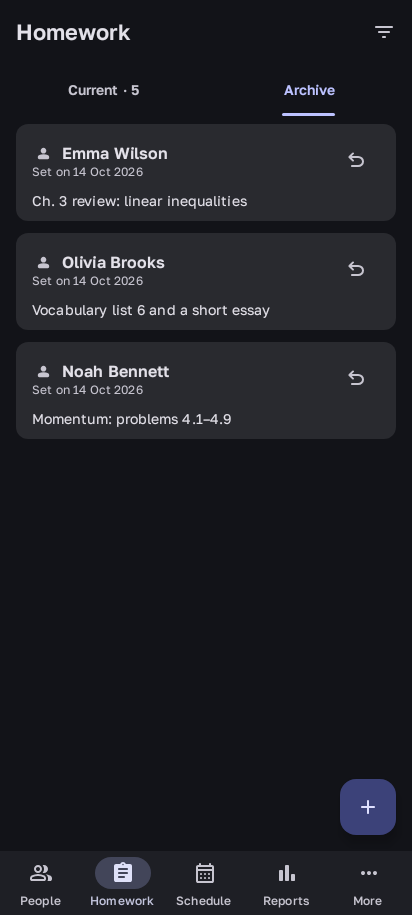 Homework
Current · 5
Archive
Emma Wilson
Set on 14 Oct 2026
Ch. 3 review: linear inequalities
Olivia Brooks
Set on 14 Oct 2026
Vocabulary list 6 and a short essay
Noah Bennett
Set on 14 Oct 2026
Momentum: problems 4.1–4.9
People
Homework
Schedule
Reports
More